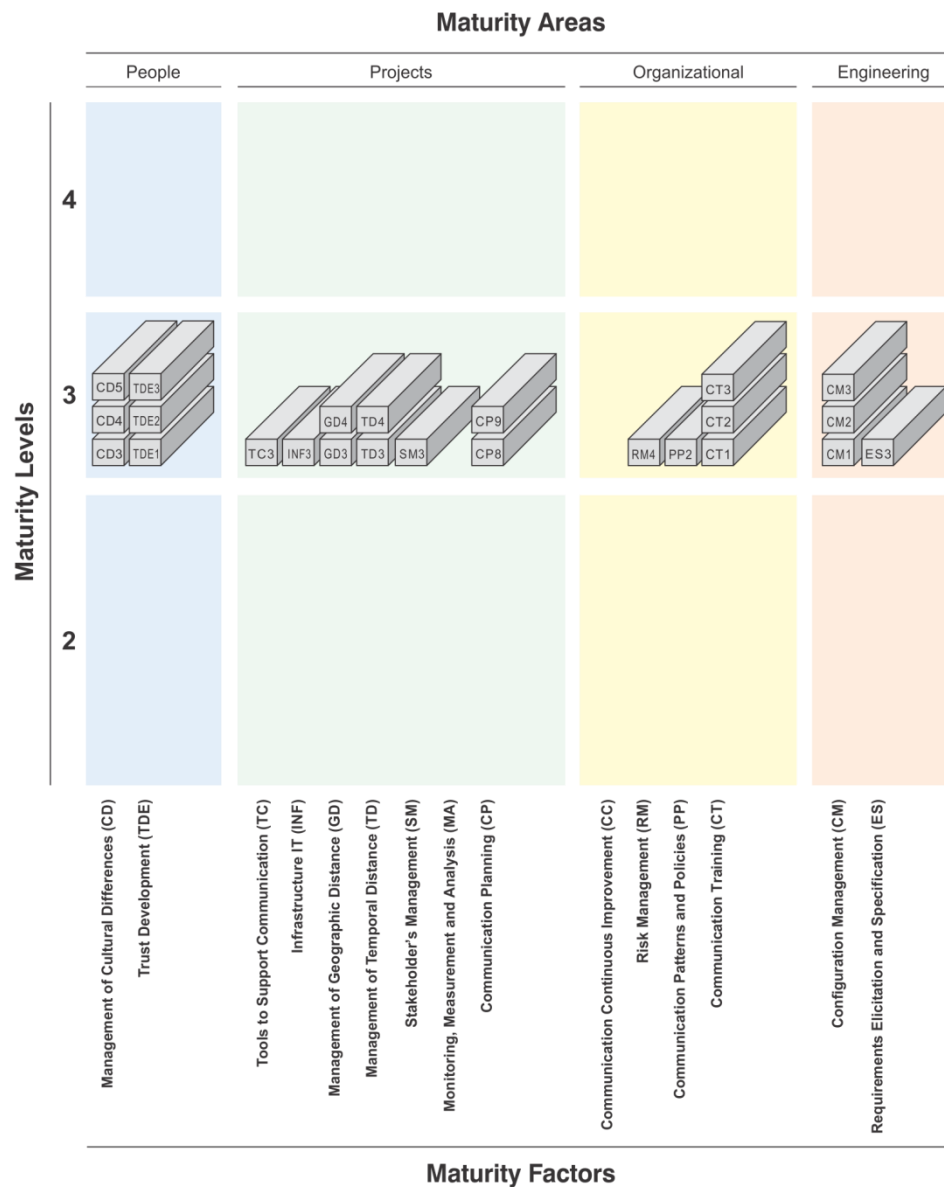 Maturity Areas
People
Projects
Organizational
Engineering
Maturity Levels
4
3
2
CD5
TDE3
CD4
TDE2
CD3
TDE1
GD4
TD4
CP9
TC3
INF3
GD3
TD3
SM3
CP8
CT3
CT2
RM4
PP2
CT1
CM3
CM2
CM1
ES3
Management of Cultural Differences (CD)
Trust Development (TDE)
Tools to Support Communication (TC)
Infrastructure IT (INF)
Management of Geographic Distance (GD)
Management of Temporal Distance (TD)
Stakeholder's Management (SM)
Monitoring, Measurement and Analysis (MA)
Communication Planning (CP)
Communication Continuous Improvement (CC)
Risk Management (RM)
Communication Patterns and Policies (PP)
Communication Training (CT)
Configuration Management (CM)
Requirements Elicitation and Specification (ES)
Maturity Factors